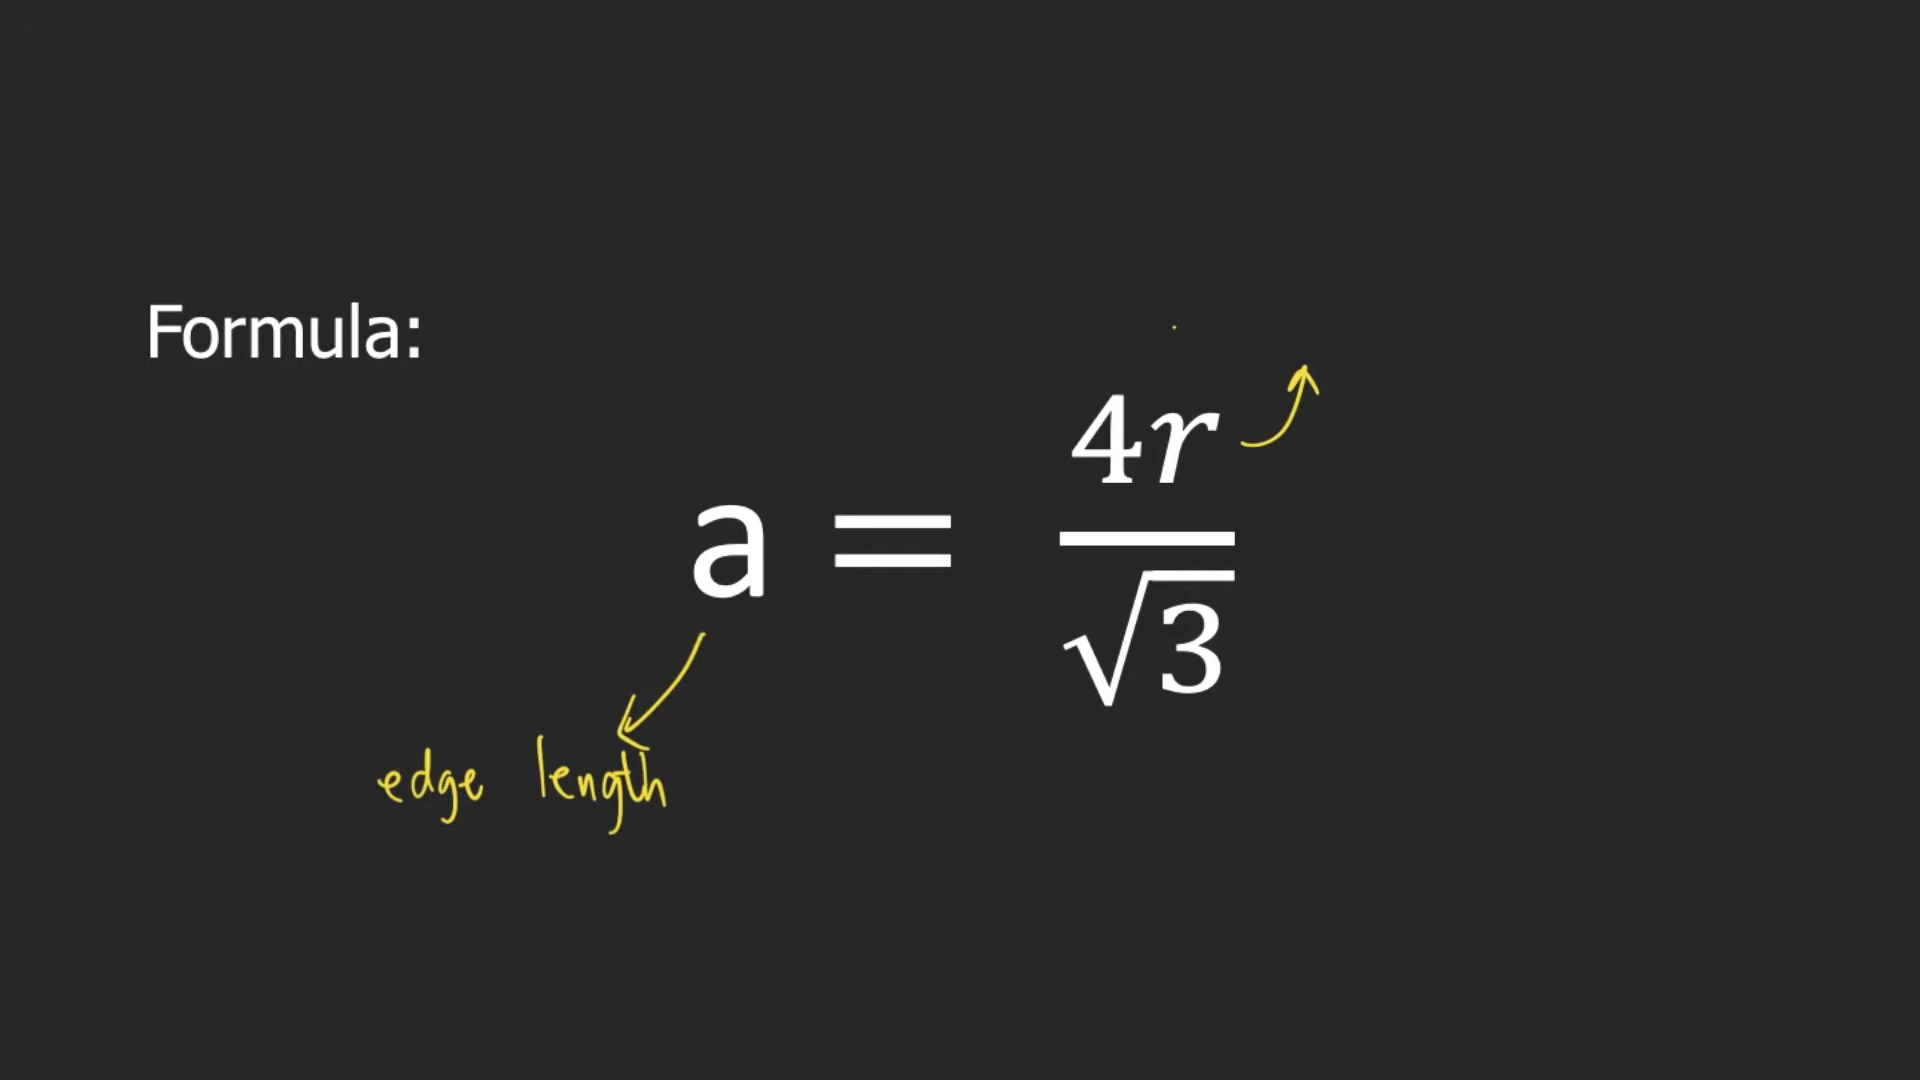 Formula:
a = 4r/√3
edge length